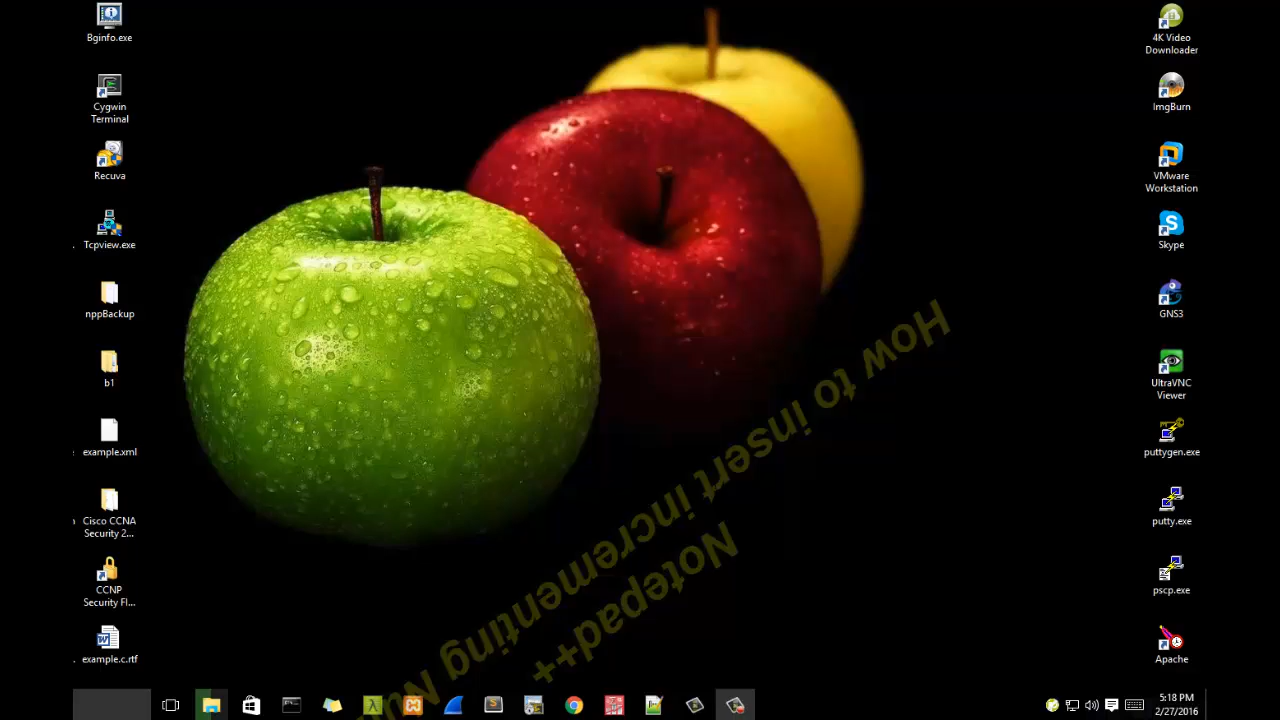 Bginfo.exe
Cygwin
Terminal
Recuva
Tcpview.exe
nppBackup
b1
example.xml
Cisco CCNA
Security 2...
CCNP
Security Fl...
example.c.rtf
How to insert incrementing
Notepad++
4K Video
Downloader
ImgBurn
VMware
Workstation
Skype
GNS3
UltraVNC
Viewer
puttygen.exe
putty.exe
pscp.exe
Apache
5:18 PM
2/27/2016